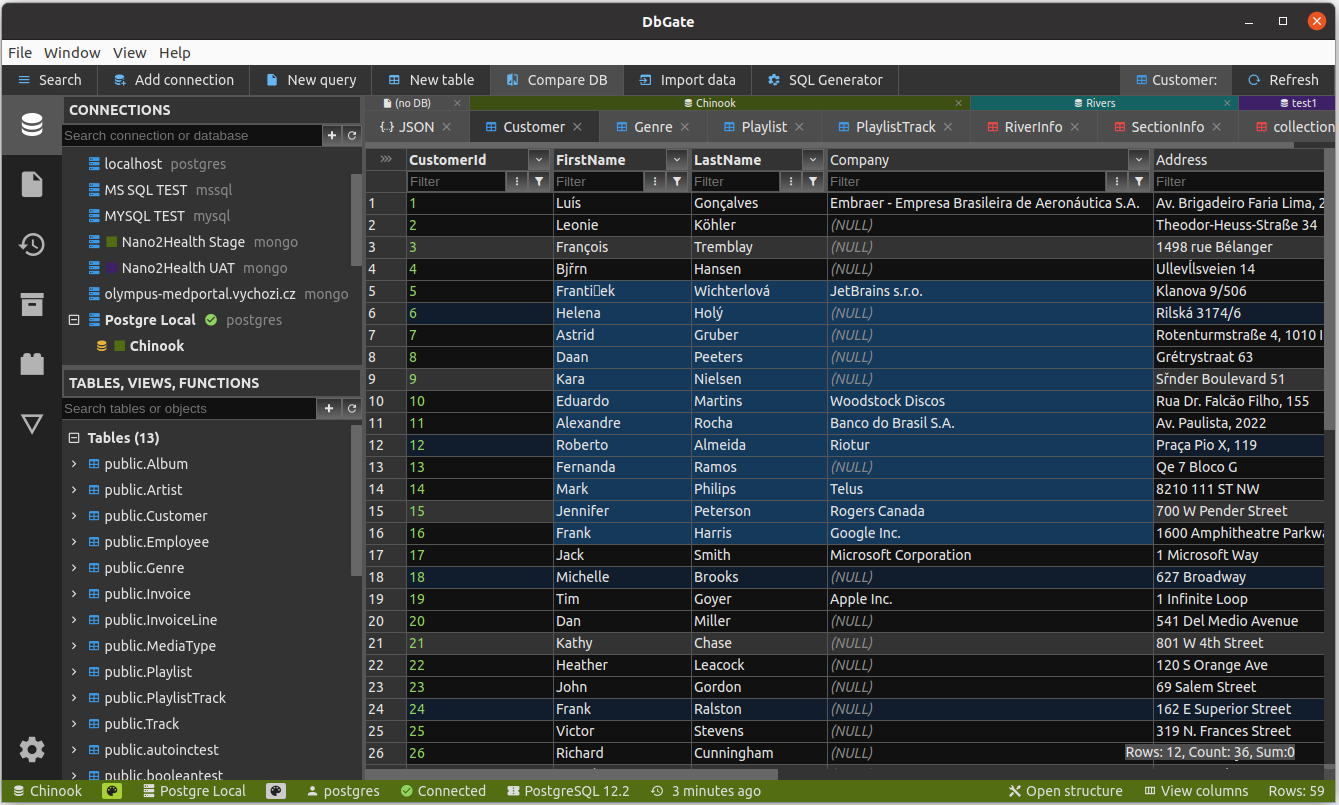 DbGate
File Window View Help
Search Add connection New query New table Compare DB Import data SQL Generator Customer: Refresh
CONNECTIONS
Search connection or database
localhost postgres
MS SQL TEST mssql
MYSQL TEST mysql
Nano2Health Stage mongo
Nano2Health UAT mongo
olympus-medportal.vychozi.cz mongo
Postgre Local postgres
Chinook
TABLES, VIEWS, FUNCTIONS
Search tables or objects
Tables (13)
public.Album
public.Artist
public.Customer
public.Employee
public.Genre
public.Invoice
public.InvoiceLine
public.MediaType
public.Playlist
public.PlaylistTrack
public.Track
public.autoinctest
public.booleantest
(no DB) Chinook Rivers test1
JSON Customer Genre Playlist PlaylistTrack RiverInfo SectionInfo collection
CustomerId FirstName LastName Company Address
Filter Filter Filter Filter Filter
1 1 Luís Gonçalves Embraer - Empresa Brasileira de Aeronáutica S.A. Av. Brigadeiro Faria Lima, 2
2 2 Leonie Köhler (NULL) Theodor-Heuss-Straße 34
3 3 François Tremblay (NULL) 1498 rue Bélanger
4 4 Bjřrn Hansen (NULL) Ullevĺlsveien 14
5 5 Franti▯ek Wichterlová JetBrains s.r.o. Klanova 9/506
6 6 Helena Holý (NULL) Rilská 3174/6
7 7 Astrid Gruber (NULL) Rotenturmstraße 4, 1010 I
8 8 Daan Peeters (NULL) Grétrystraat 63
9 9 Kara Nielsen (NULL) Sřnder Boulevard 51
10 10 Eduardo Martins Woodstock Discos Rua Dr. Falcão Filho, 155
11 11 Alexandre Rocha Banco do Brasil S.A. Av. Paulista, 2022
12 12 Roberto Almeida Riotur Praça Pio X, 119
13 13 Fernanda Ramos (NULL) Qe 7 Bloco G
14 14 Mark Philips Telus 8210 111 ST NW
15 15 Jennifer Peterson Rogers Canada 700 W Pender Street
16 16 Frank Harris Google Inc. 1600 Amphitheatre Parkwa
17 17 Jack Smith Microsoft Corporation 1 Microsoft Way
18 18 Michelle Brooks (NULL) 627 Broadway
19 19 Tim Goyer Apple Inc. 1 Infinite Loop
20 20 Dan Miller (NULL) 541 Del Medio Avenue
21 21 Kathy Chase (NULL) 801 W 4th Street
22 22 Heather Leacock (NULL) 120 S Orange Ave
23 23 John Gordon (NULL) 69 Salem Street
24 24 Frank Ralston (NULL) 162 E Superior Street
25 25 Victor Stevens (NULL) 319 N. Frances Street
26 26 Richard Cunningham (NULL)
Rows: 12, Count: 36, Sum:0
Chinook Postgre Local postgres Connected PostgreSQL 12.2 3 minutes ago Open structure View columns Rows: 59